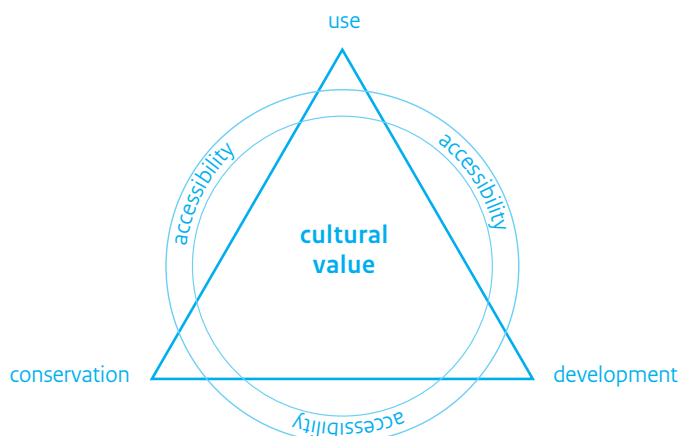 use
accessibility
accessibility
cultural
value
conservation
development
accessibility